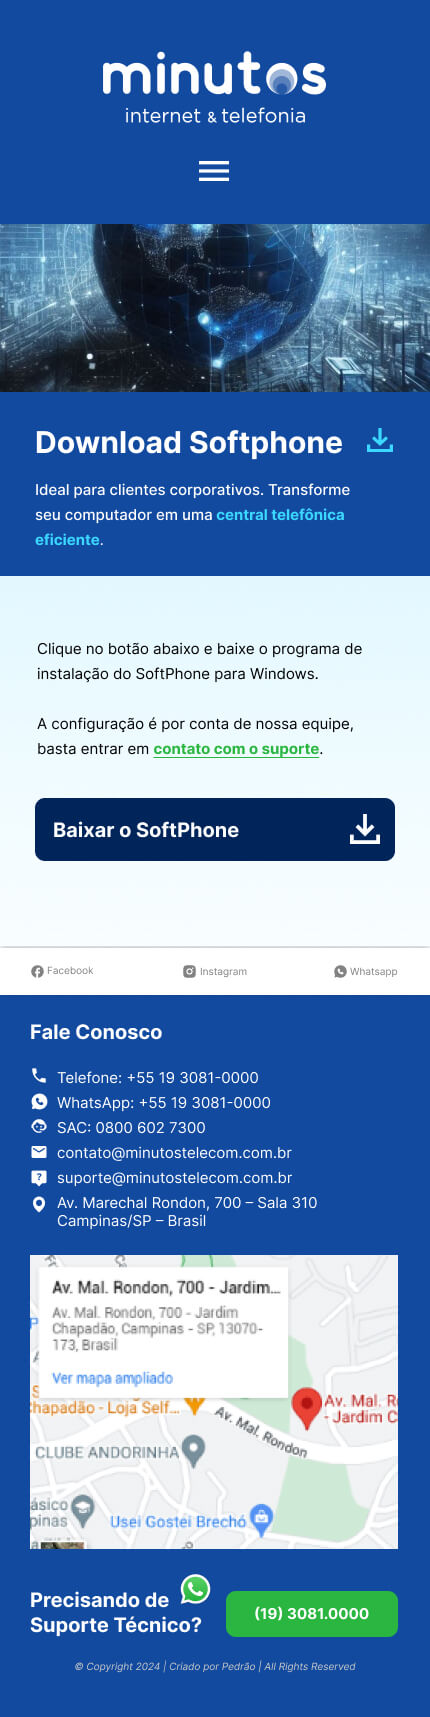 minutos
internet & telefonia
Download Softphone
Ideal para clientes corporativos. Transforme
seu computador em uma central telefônica
eficiente.
Clique no botão abaixo e baixe o programa de
instalação do SoftPhone para Windows.
A configuração é por conta de nossa equipe,
basta entrar em contato com o suporte.
Baixar o SoftPhone
Facebook
Instagram
Whatsapp
Fale Conosco
Telefone: +55 19 3081-0000
WhatsApp: +55 19 3081-0000
SAC: 0800 602 7300
contato@minutostelecom.com.br
suporte@minutostelecom.com.br
Av. Marechal Rondon, 700 – Sala 310
Campinas/SP – Brasil
Av. Mal. Rondon, 700 - Jardim...
Av. Mal. Rondon, 700 - Jardim
Chapadão, Campinas - SP, 13070-
173, Brasil
Ver mapa ampliado
Chapadão - Loja Self...
Av. Mal. R
- Jardim C
Av. Mal. Rondon
CLUBE ANDORINHA
ásico
pinas
Usei Gostei Brechó
Precisando de
Suporte Técnico?
(19) 3081.0000
© Copyright 2024 | Criado por Pedrão | All Rights Reserved